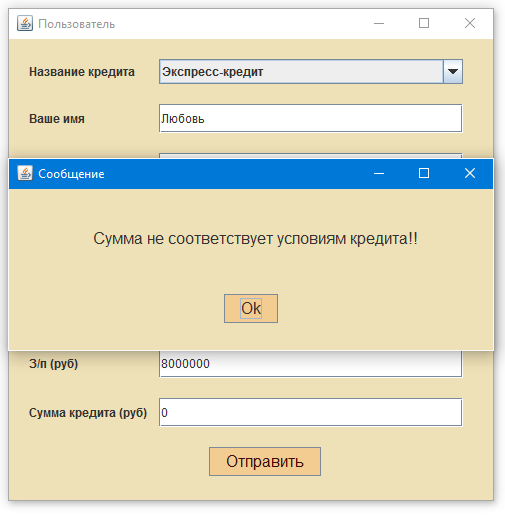 Пользователь
Название кредита Экспресс-кредит
Ваше имя Любовь
Сообщение
Сумма не соответствует условиям кредита!!
Ok
З/п (руб) 8000000
Сумма кредита (руб) 0
Отправить